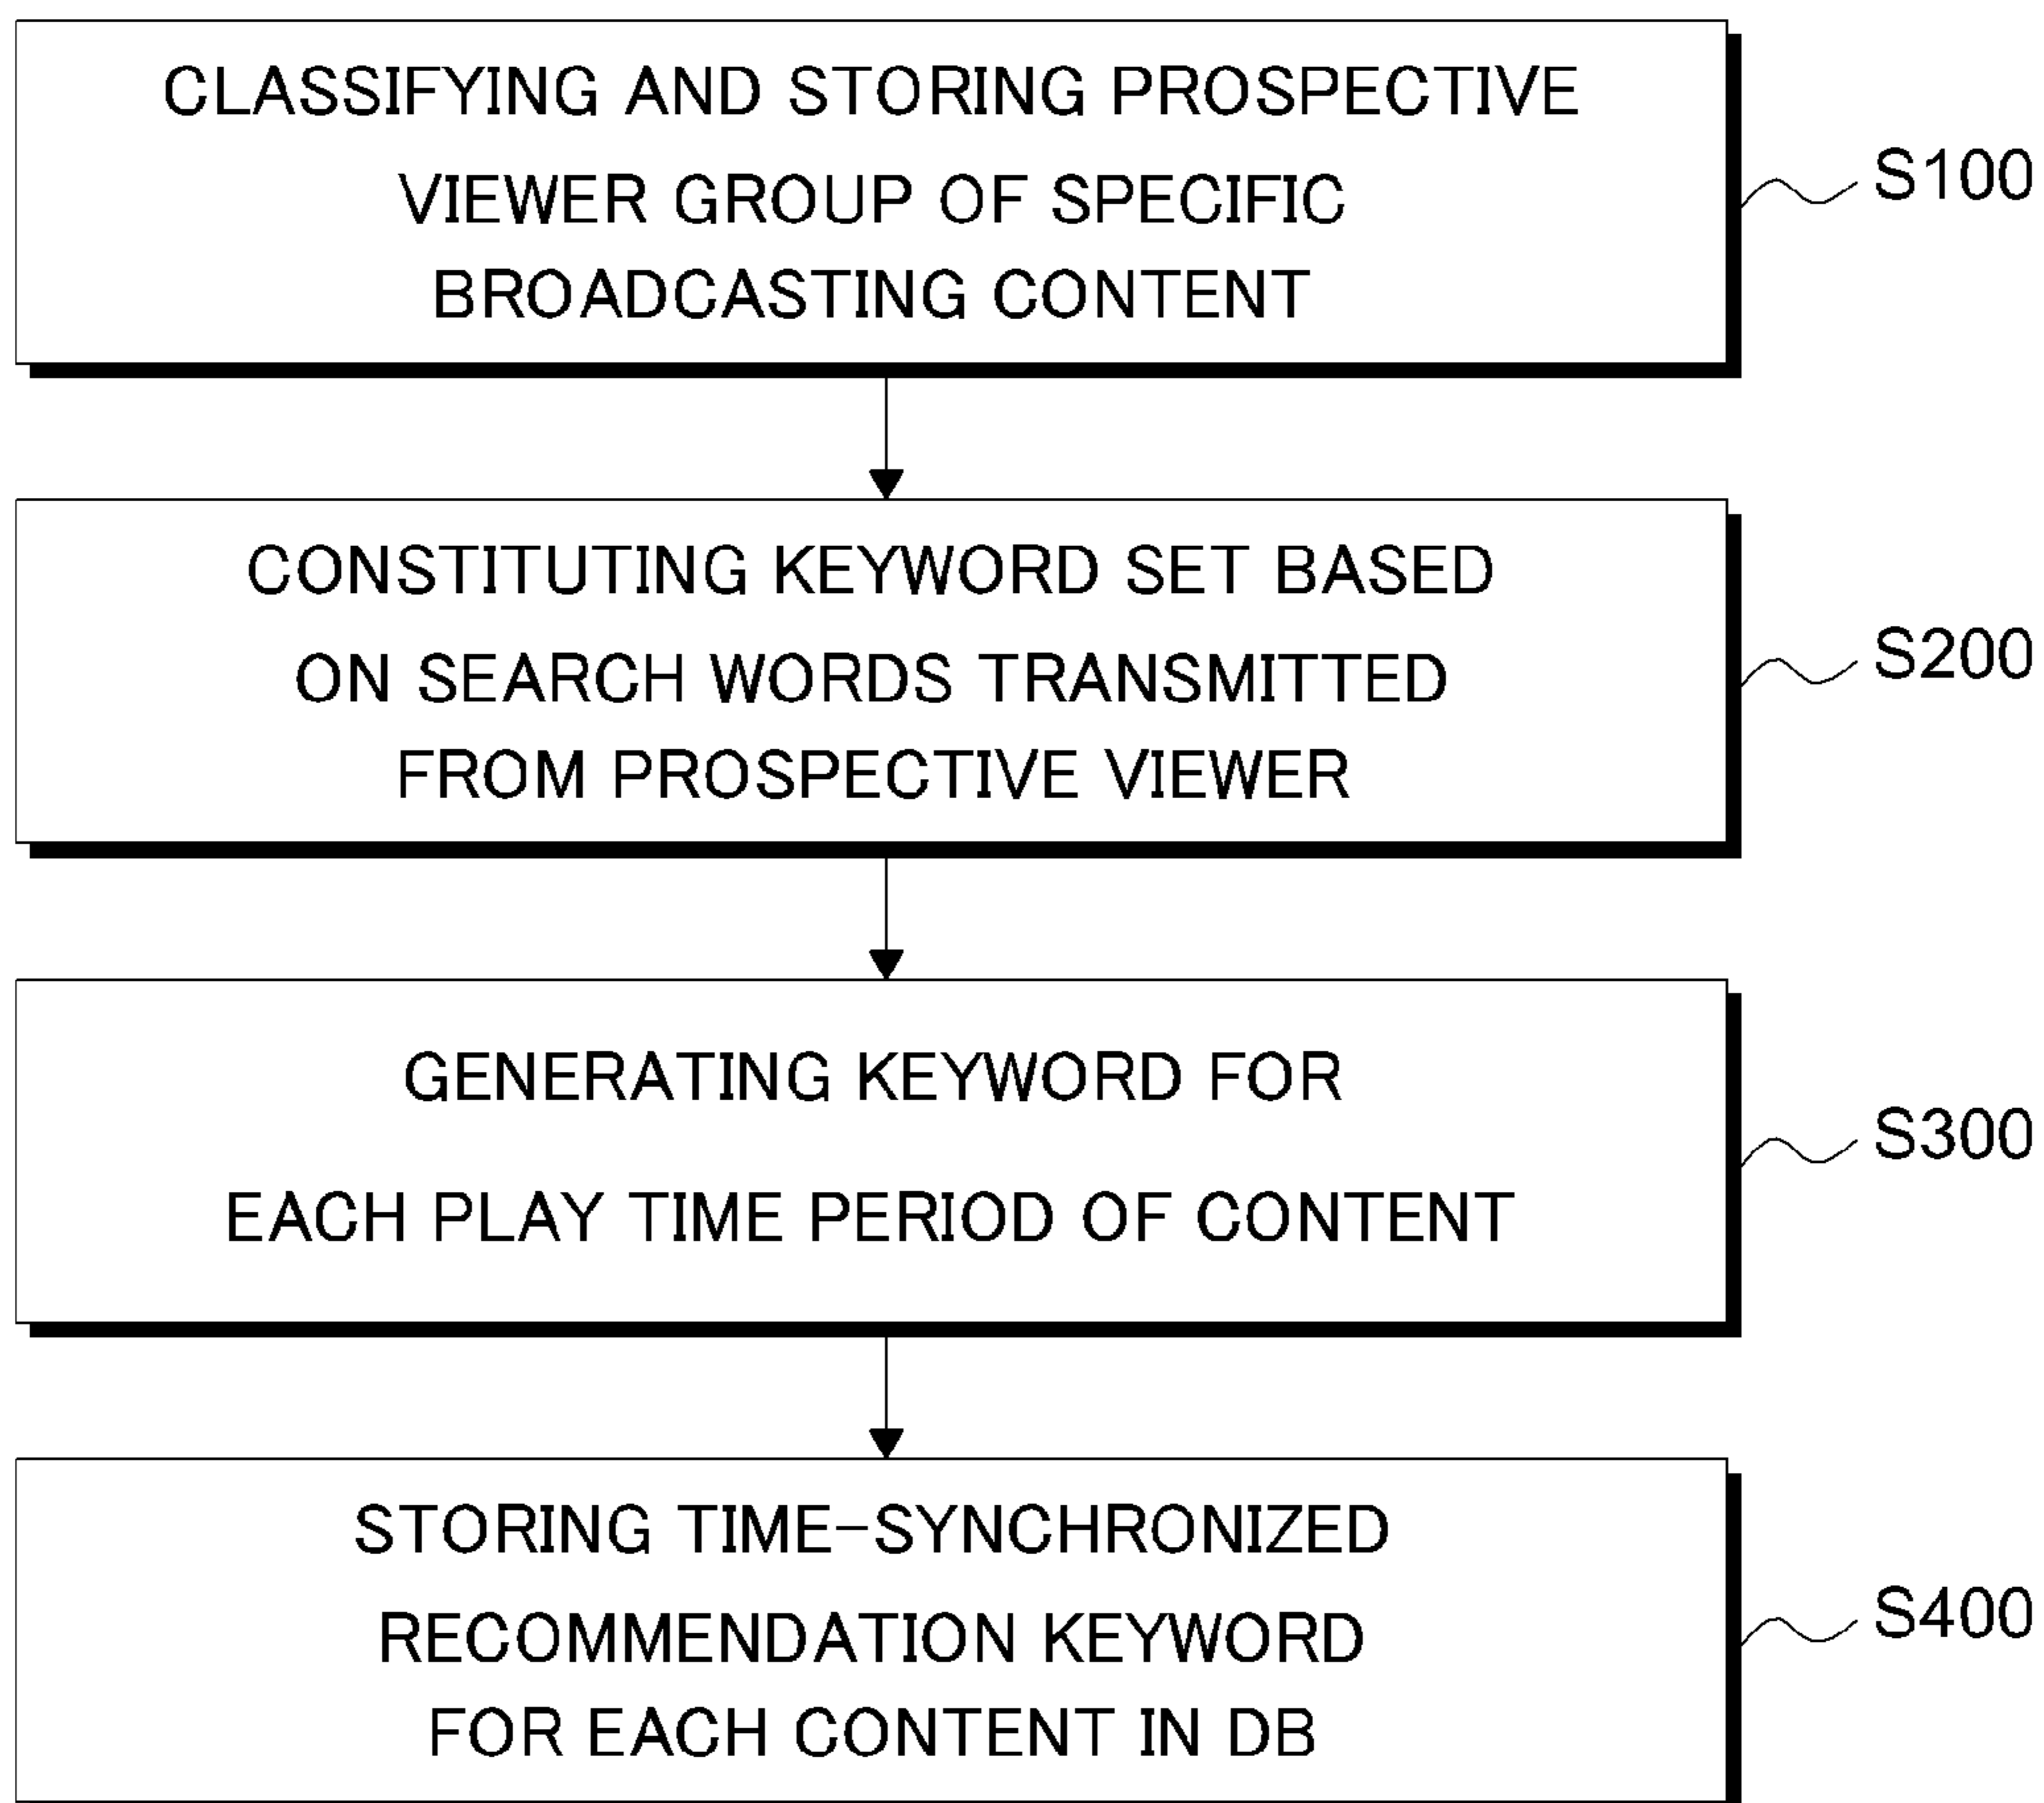 CLASSIFYING AND STORING PROSPECTIVE
VIEWER GROUP OF SPECIFIC
BROADCASTING CONTENT
S100
CONSTITUTING KEYWORD SET BASED
ON SEARCH WORDS TRANSMITTED
FROM PROSPECTIVE VIEWER
S200
GENERATING KEYWORD FOR
EACH PLAY TIME PERIOD OF CONTENT
S300
STORING TIME-SYNCHRONIZED
RECOMMENDATION KEYWORD
FOR EACH CONTENT IN DB
S400